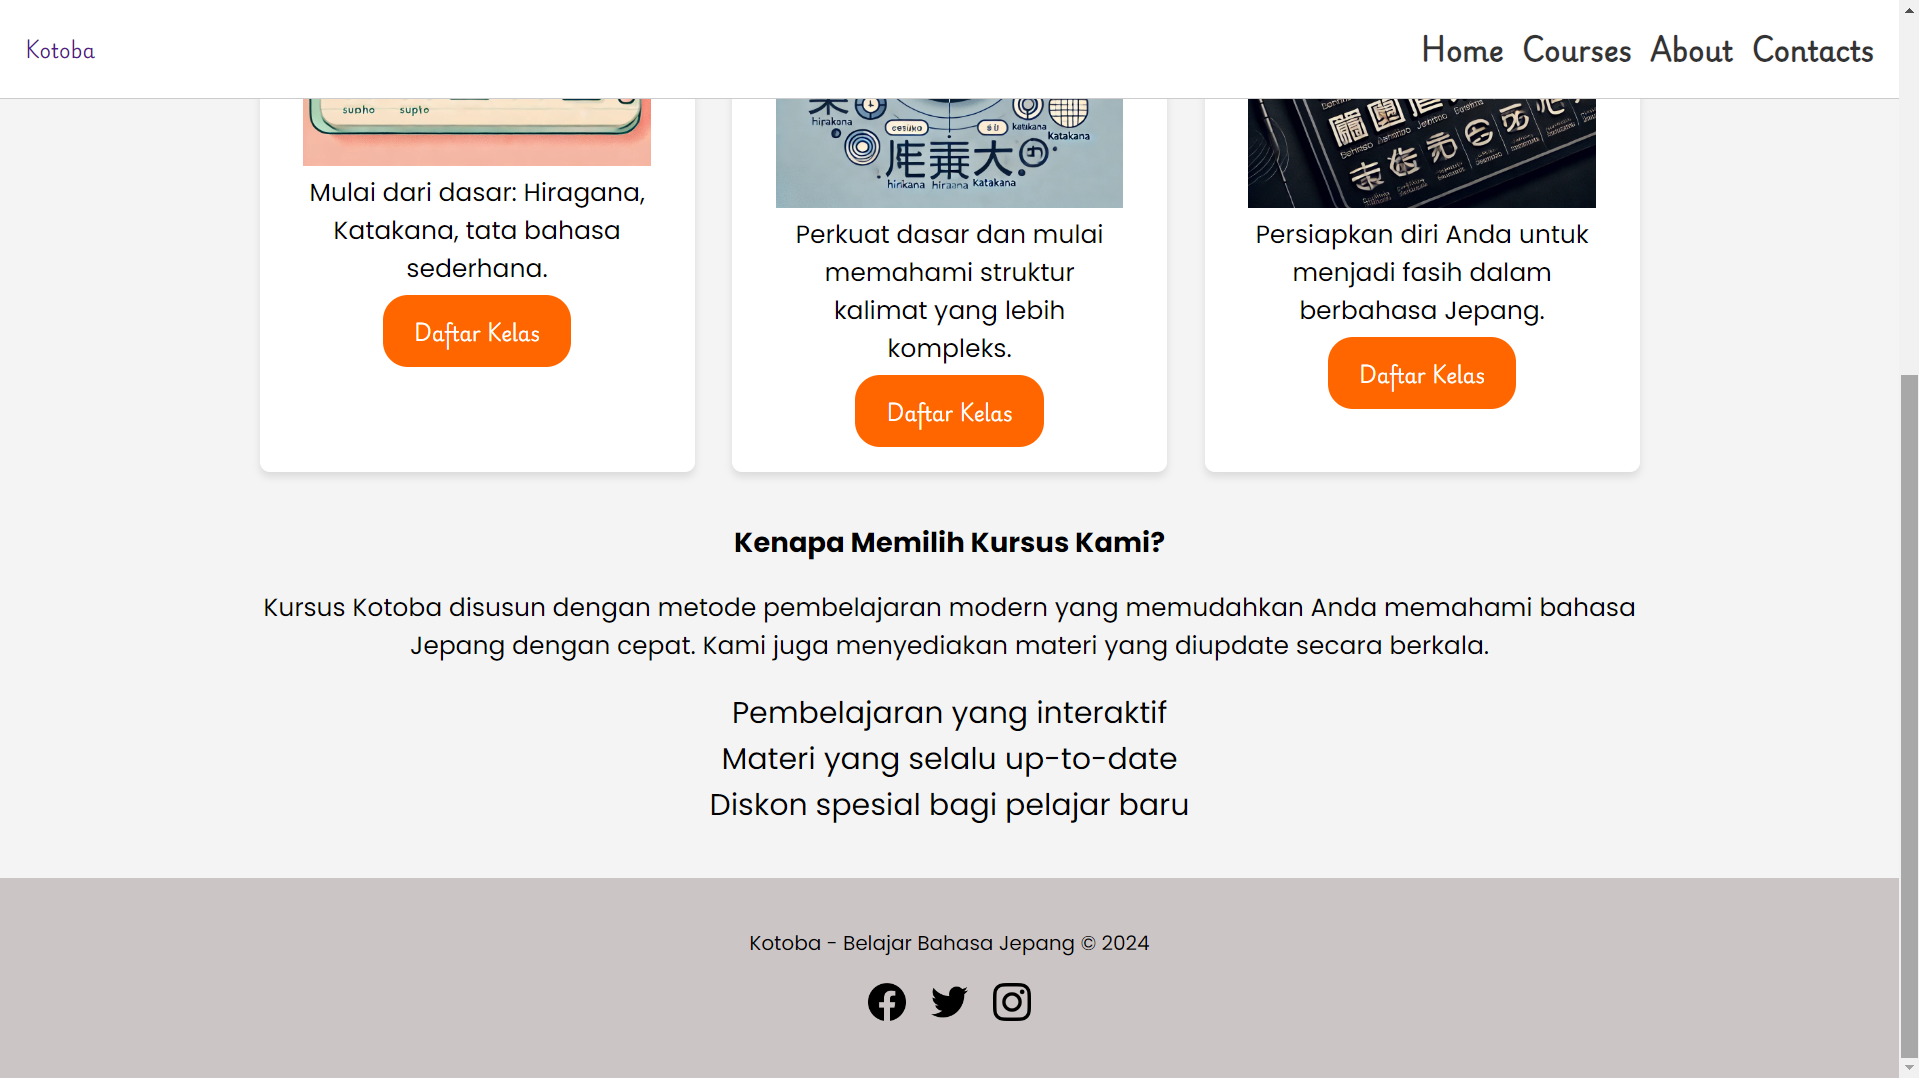 Kotoba
Home Courses About Contacts
supho suplo
hirakana
cesiiko
katakana
Katakana
hirikana Hiraana Katakana
Mulai dari dasar: Hiragana,
Katakana, tata bahasa
sederhana.
Daftar Kelas
Perkuat dasar dan mulai
memahami struktur
kalimat yang lebih
kompleks.
Daftar Kelas
Persiapkan diri Anda untuk
menjadi fasih dalam
berbahasa Jepang.
Daftar Kelas
Kenapa Memilih Kursus Kami?
Kursus Kotoba disusun dengan metode pembelajaran modern yang memudahkan Anda memahami bahasa
Jepang dengan cepat. Kami juga menyediakan materi yang diupdate secara berkala.
Pembelajaran yang interaktif
Materi yang selalu up-to-date
Diskon spesial bagi pelajar baru
Kotoba - Belajar Bahasa Jepang © 2024